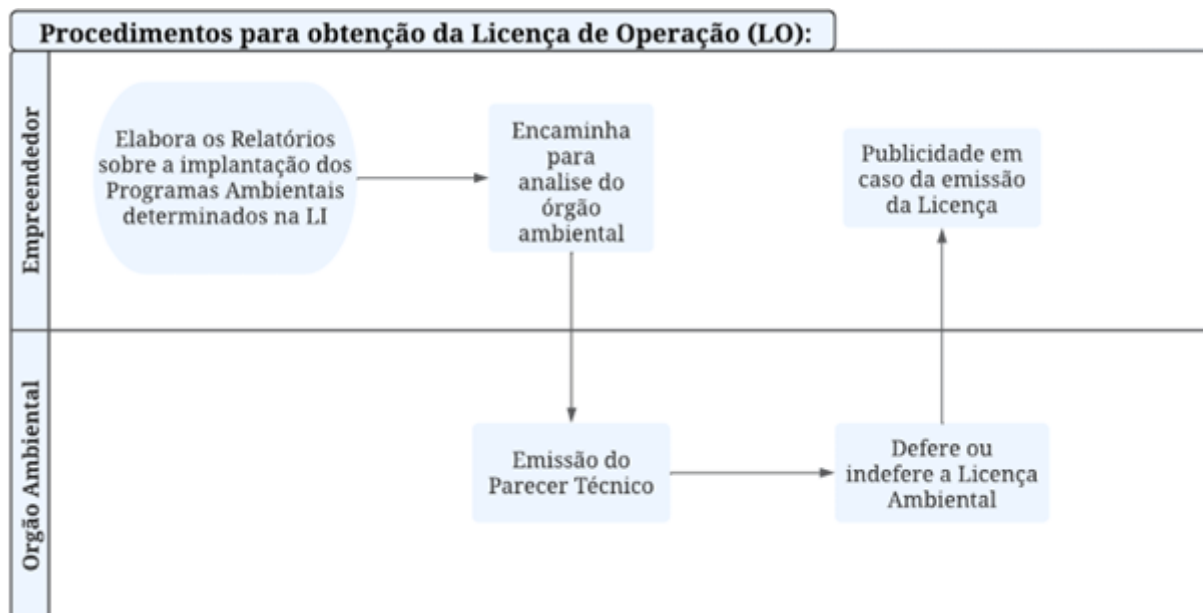 Procedimentos para obtenção da Licença de Operação (LO):
Empreendedor
Elabora os Relatórios
sobre a implantação dos
Programas Ambientais
determinados na LI
Encaminha
para
analise do
órgão
ambiental
Publicidade em
caso da emissão
da Licença
Orgão Ambiental
Emissão do
Parecer Técnico
Defere ou
indefere a Licença
Ambiental